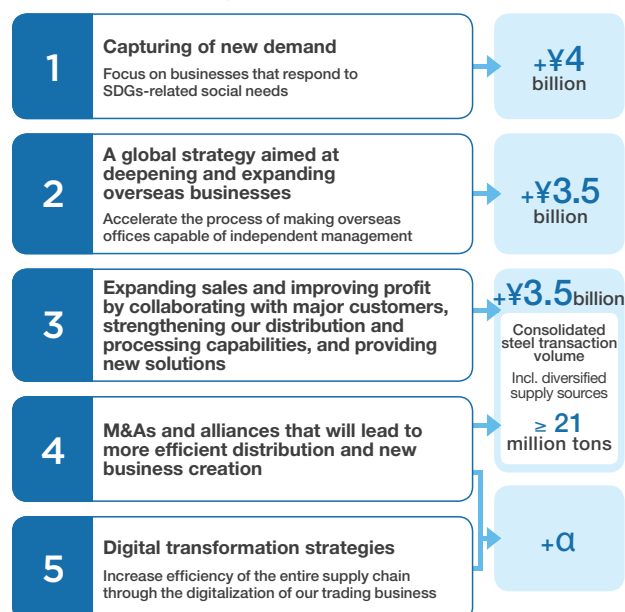 1
Capturing of new demand
Focus on businesses that respond to
SDGs-related social needs
+¥4
billion
2
A global strategy aimed at
deepening and expanding
overseas businesses
Accelerate the process of making overseas
offices capable of independent management
+¥3.5
billion
3
Expanding sales and improving profit
by collaborating with major customers,
strengthening our distribution and
processing capabilities, and providing
new solutions
+¥3.5 billion
Consolidated
steel transaction
volume
Incl. diversified
supply sources
≥ 21
million tons
4
M&As and alliances that will lead to
more efficient distribution and new
business creation
5
Digital transformation strategies
Increase efficiency of the entire supply chain
through the digitalization of our trading business
+α